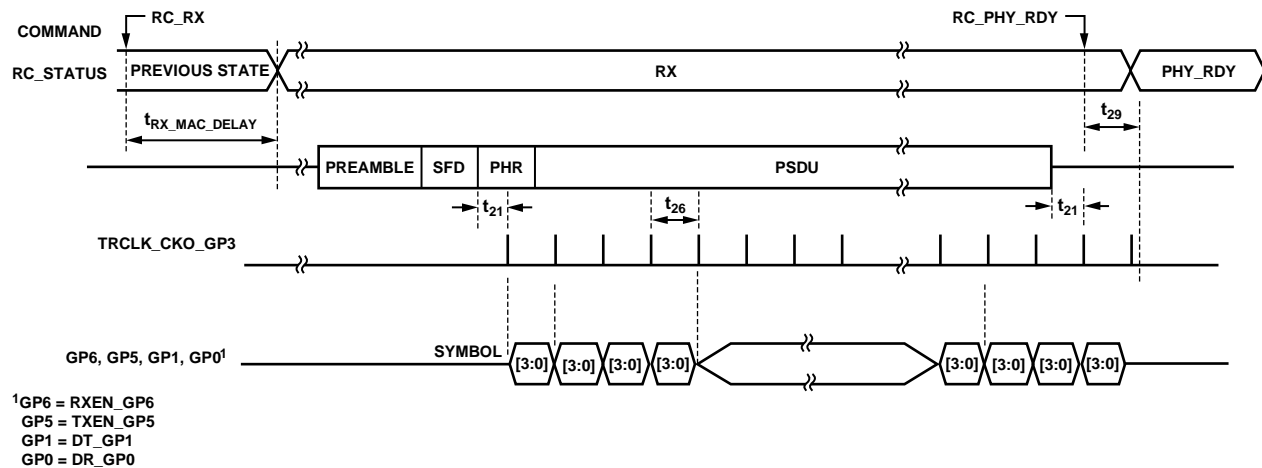 RC_RX
RC_PHY_RDY
COMMAND
RC_STATUS
PREVIOUS STATE
RX
PHY_RDY
tRX_MAC_DELAY
t29
PREAMBLE
SFD
PHR
PSDU
t21
t26
t21
TRCLK_CKO_GP3
GP6, GP5, GP1, GP0¹
SYMBOL
[3:0]
[3:0]
[3:0]
[3:0]
[3:0]
[3:0]
[3:0]
[3:0]
¹GP6 = RXEN_GP6
GP5 = TXEN_GP5
GP1 = DT_GP1
GP0 = DR_GP0